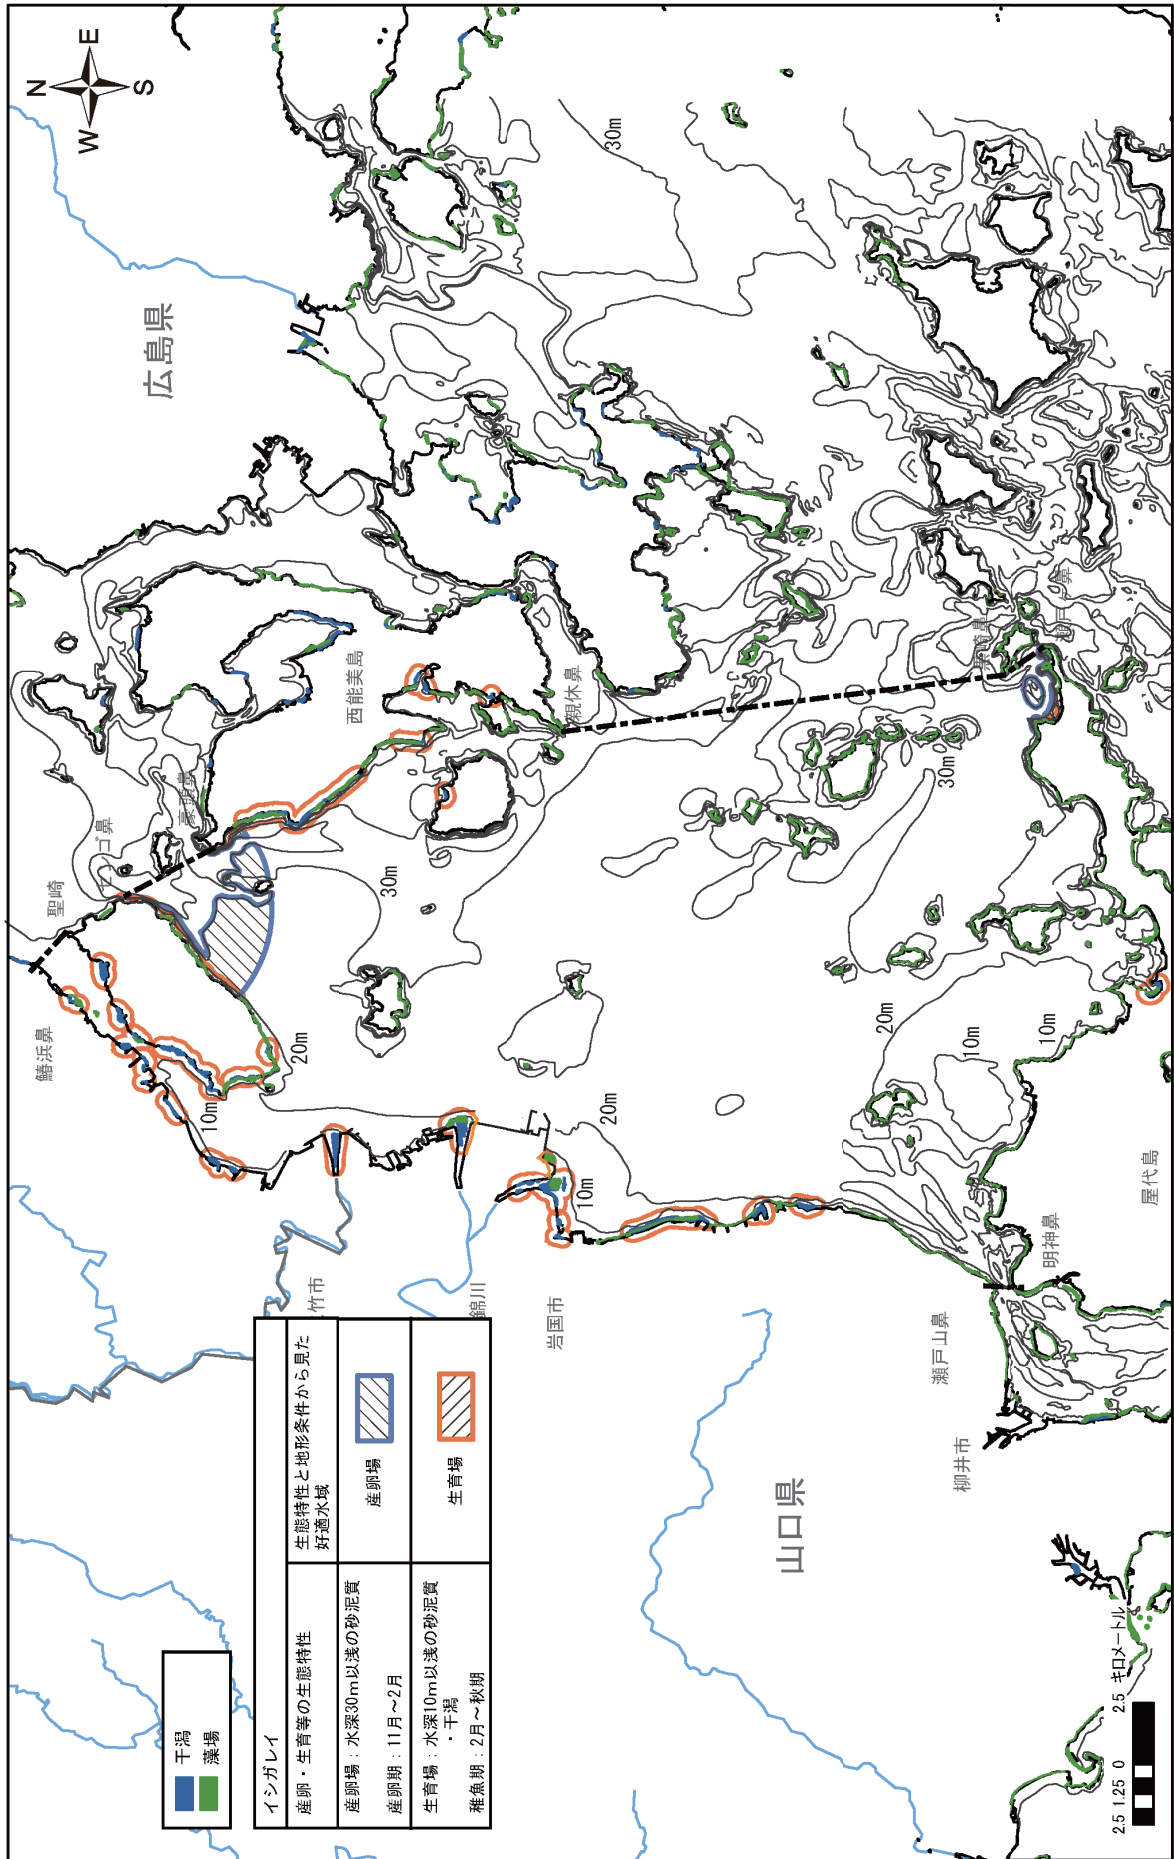 N
W
E
S
広島県
30m
聖崎
鰆浜鼻
西能美島
親休鼻
30m
30m
20m
10m
20m
20m
10m
10m
10m
竹市
錦川
岩国市
瀬戸山鼻
明神鼻
屋代島
柳井市
山口県
干潟
藻場
イシガレイ
産卵・生育等の生態特性
生態特性と地形条件から見た
好適水域
産卵場：水深30m以浅の砂泥質
産卵期：11月～2月
産卵場
生育場：水深10m以浅の砂泥質
・干潟
稚魚期：2月～秋期
生育場
2.5 1.25 0
2.5
キロメートル